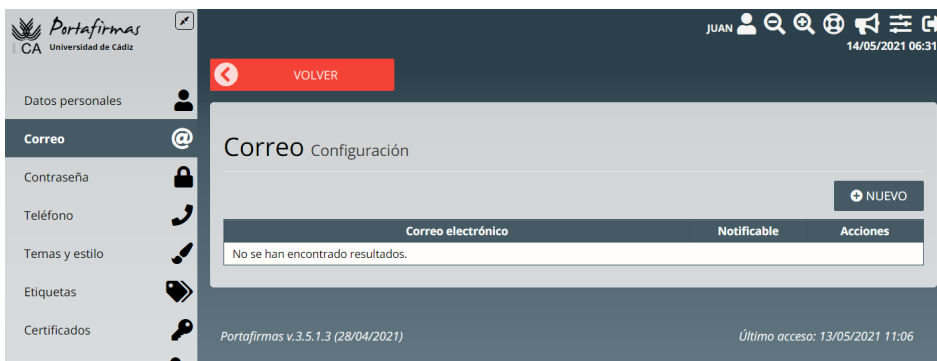 Portafirmas
UCA Universidad de Cádiz
JUAN
14/05/2021 06:31
VOLVER
Datos personales
Correo
Contraseña
Teléfono
Temas y estilo
Etiquetas
Certificados
Correo Configuración
NUEVO
Correo electrónico Notificable Acciones
No se han encontrado resultados.
Portafirmas v.3.5.1.3 (28/04/2021) Último acceso: 13/05/2021 11:06